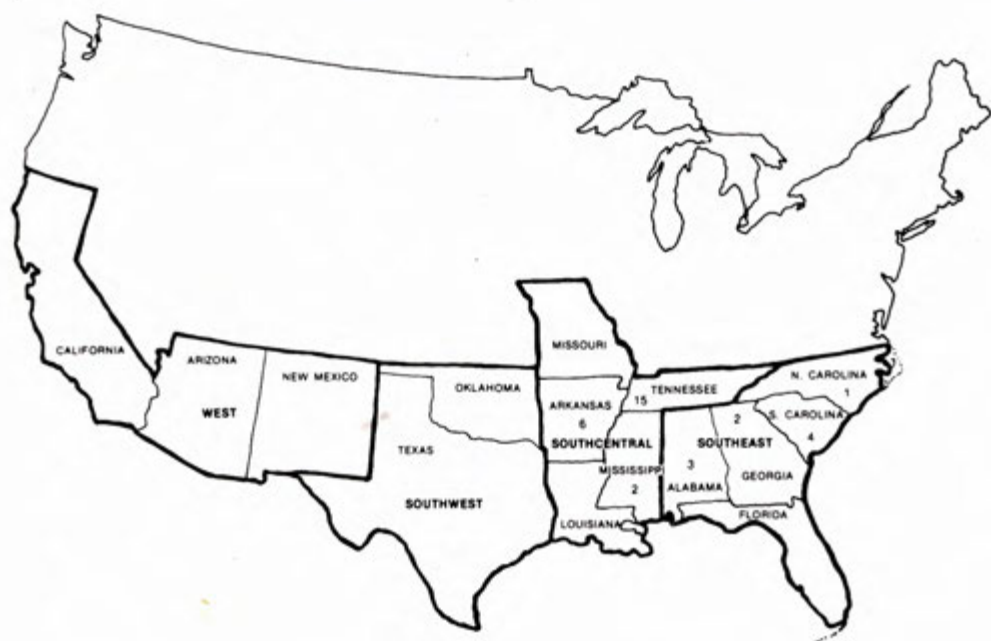 MISSOURI
CALIFORNIA
ARIZONA
NEW MEXICO
WEST
OKLAHOMA
TEXAS
SOUTHWEST
ARKANSAS
6
15
TENNESSEE
SOUTHCENTRAL
MISSISSIPPI
2
LOUISIANA
N. CAROLINA
1
S. CAROLINA
4
2
SOUTHEAST
3
ALABAMA
GEORGIA
FLORIDA